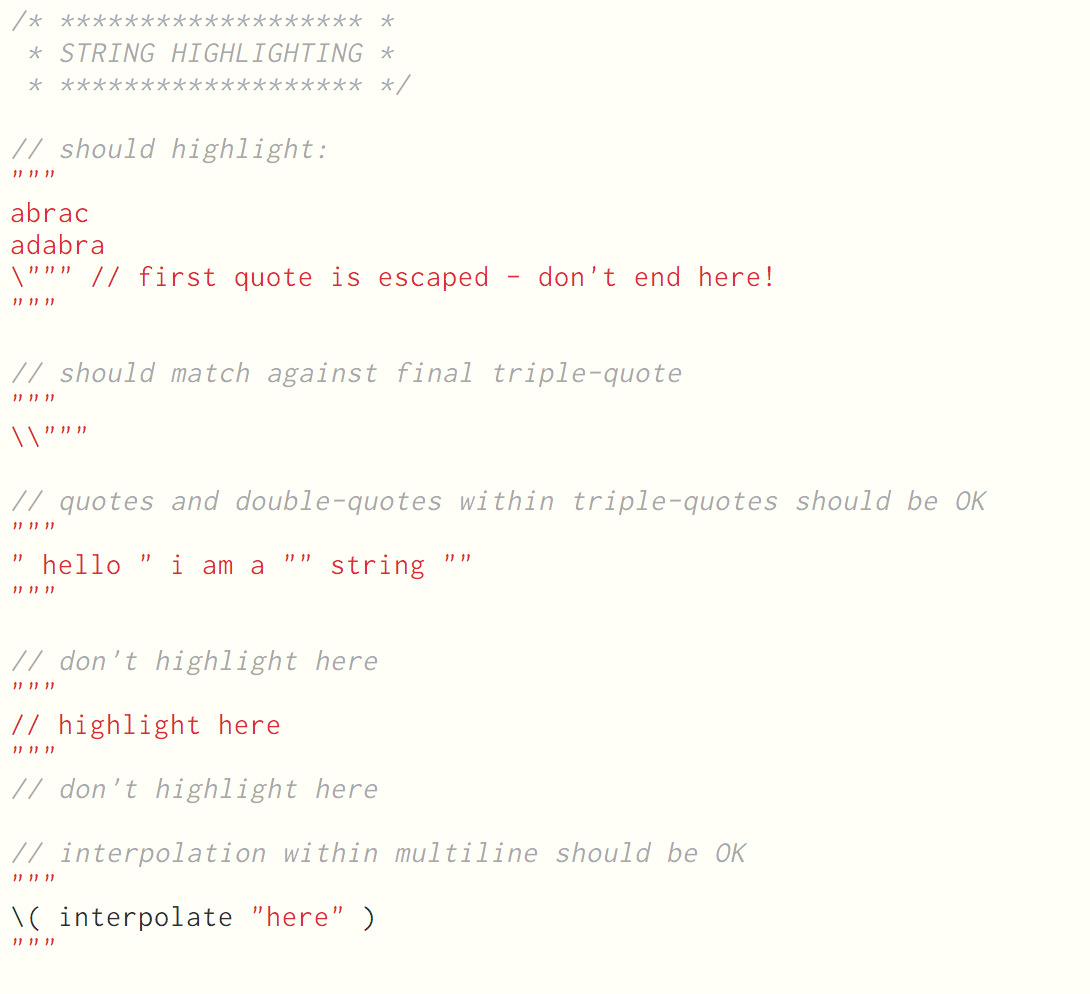 /* ******************* *
 * STRING HIGHLIGHTING *
 * ******************* */

// should highlight:
"""
abrac
adabra
\""" // first quote is escaped - don't end here!
"""

// should match against final triple-quote
"""
\\"""

// quotes and double-quotes within triple-quotes should be OK
"""
" hello " i am a "" string ""
"""

// don't highlight here
"""
// highlight here
"""
// don't highlight here

// interpolation within multiline should be OK
"""
\( interpolate "here" )
"""